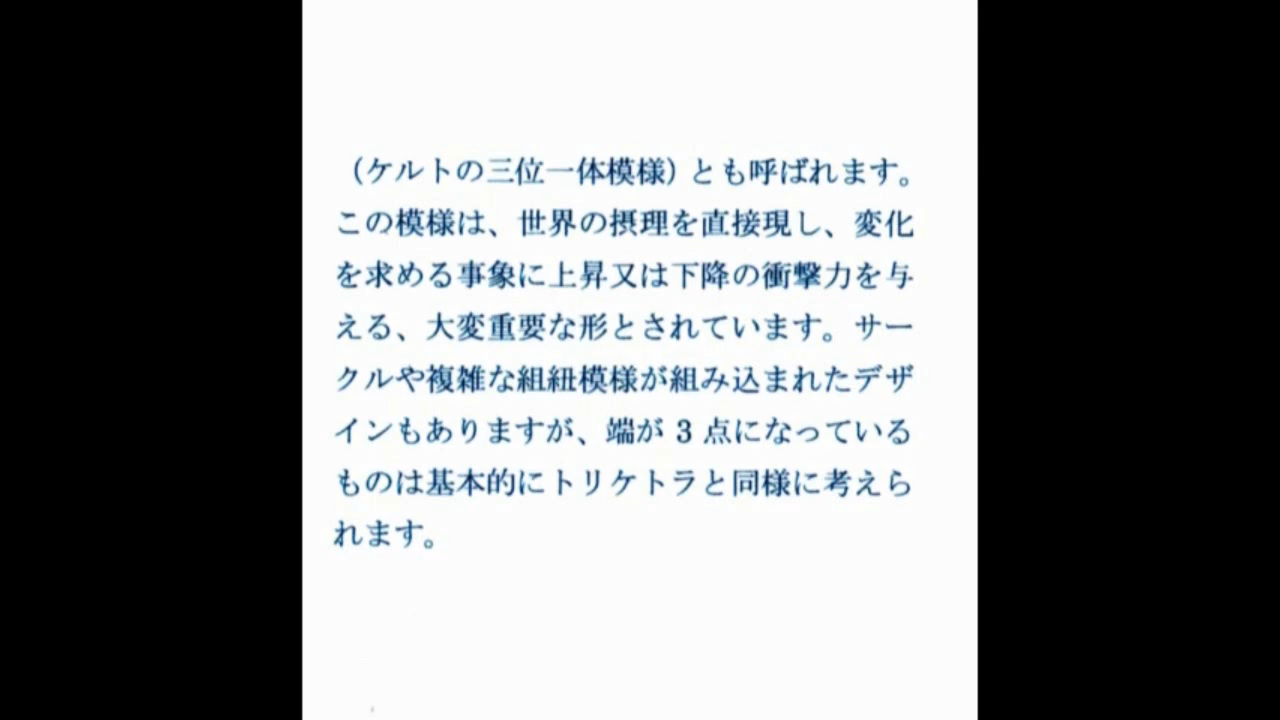 （ケルトの三位一体模様）とも呼ばれます。
この模様は、世界の摂理を直接現し、変化
を求める事象に上昇又は下降の衝撃力を与
える、大変重要な形とされています。サー
クルや複雑な組紐模様が組み込まれたデザ
インもありますが、端が 3 点になっている
ものは基本的にトリケトラと同様に考えら
れます。